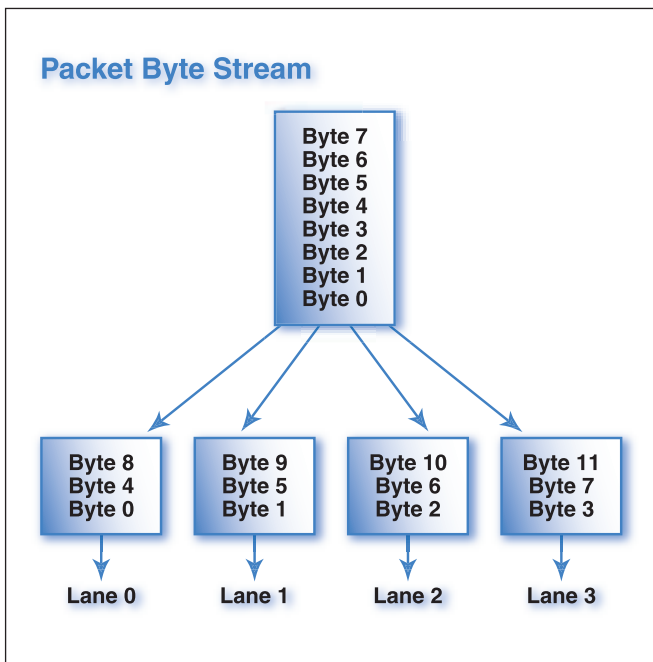 Packet Byte Stream
Byte 7
Byte 6
Byte 5
Byte 4
Byte 3
Byte 2
Byte 1
Byte 0
Byte 8
Byte 4
Byte 0
Byte 9
Byte 5
Byte 1
Byte 10
Byte 6
Byte 2
Byte 11
Byte 7
Byte 3
Lane 0
Lane 1
Lane 2
Lane 3